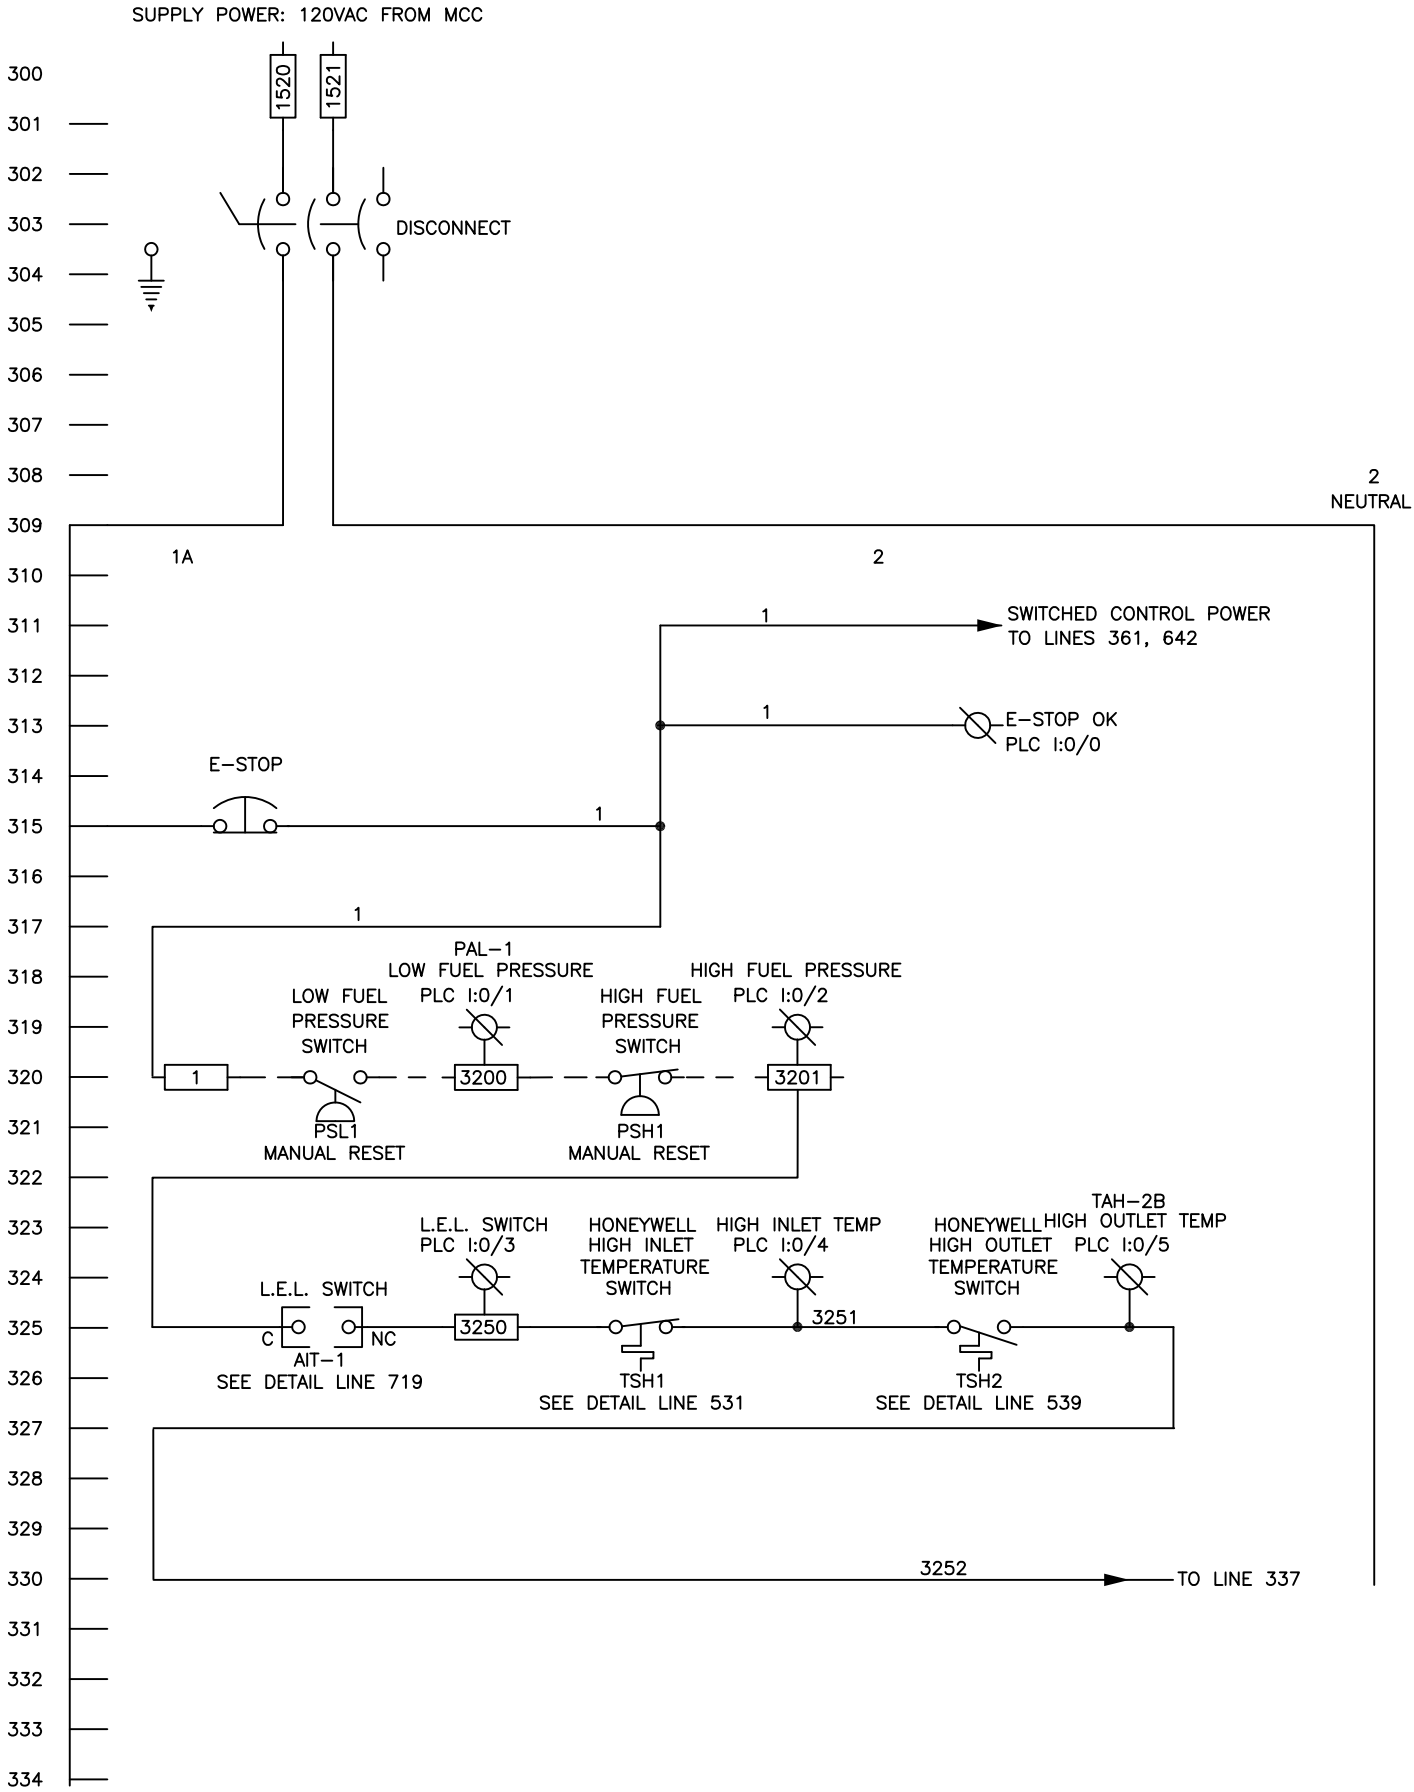 SUPPLY POWER: 120VAC FROM MCC
300
1520
1521
301
302
303
DISCONNECT
304
305
306
307
308
2
NEUTRAL
309
1A
2
310
311
1
SWITCHED CONTROL POWER
TO LINES 361, 642
312
313
1
E-STOP OK
PLC I:0/0
314
E-STOP
315
1
316
317
1
318
PAL-1
LOW FUEL PRESSURE
PLC I:0/1
HIGH FUEL PRESSURE
PLC I:0/2
LOW FUEL
PRESSURE
SWITCH
HIGH FUEL
PRESSURE
SWITCH
319
320
1
3200
3201
321
PSL1
MANUAL RESET
PSH1
MANUAL RESET
322
323
L.E.L. SWITCH
PLC I:0/3
HONEYWELL
HIGH INLET
TEMPERATURE
SWITCH
HIGH INLET TEMP
PLC I:0/4
HONEYWELL
HIGH OUTLET
TEMPERATURE
SWITCH
TAH-2B
HIGH OUTLET TEMP
PLC I:0/5
324
L.E.L. SWITCH
325
C
NC
3250
3251
AIT-1
SEE DETAIL LINE 719
326
TSH1
SEE DETAIL LINE 531
TSH2
SEE DETAIL LINE 539
327
328
329
330
3252
TO LINE 337
331
332
333
334